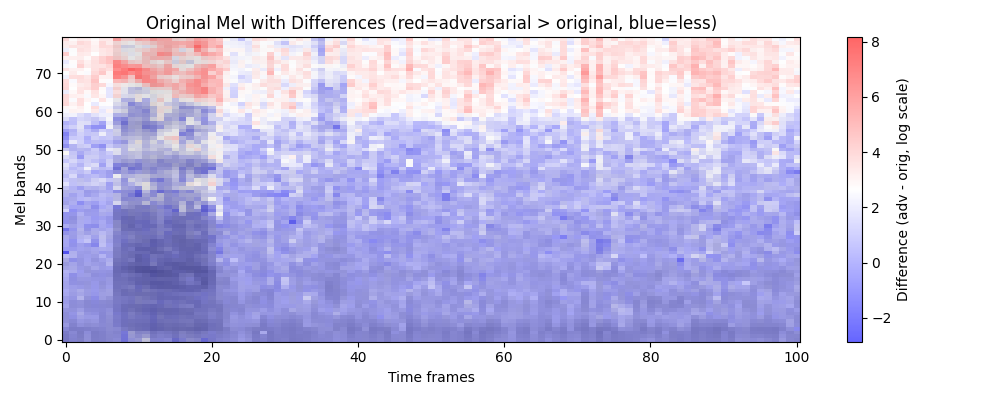 Original Mel with Differences (red=adversarial > original, blue=less)
Mel bands
70
60
50
40
30
20
10
0
0 20 40 60 80 100
Time frames
8
6
4
2
0
−2
Difference (adv - orig, log scale)